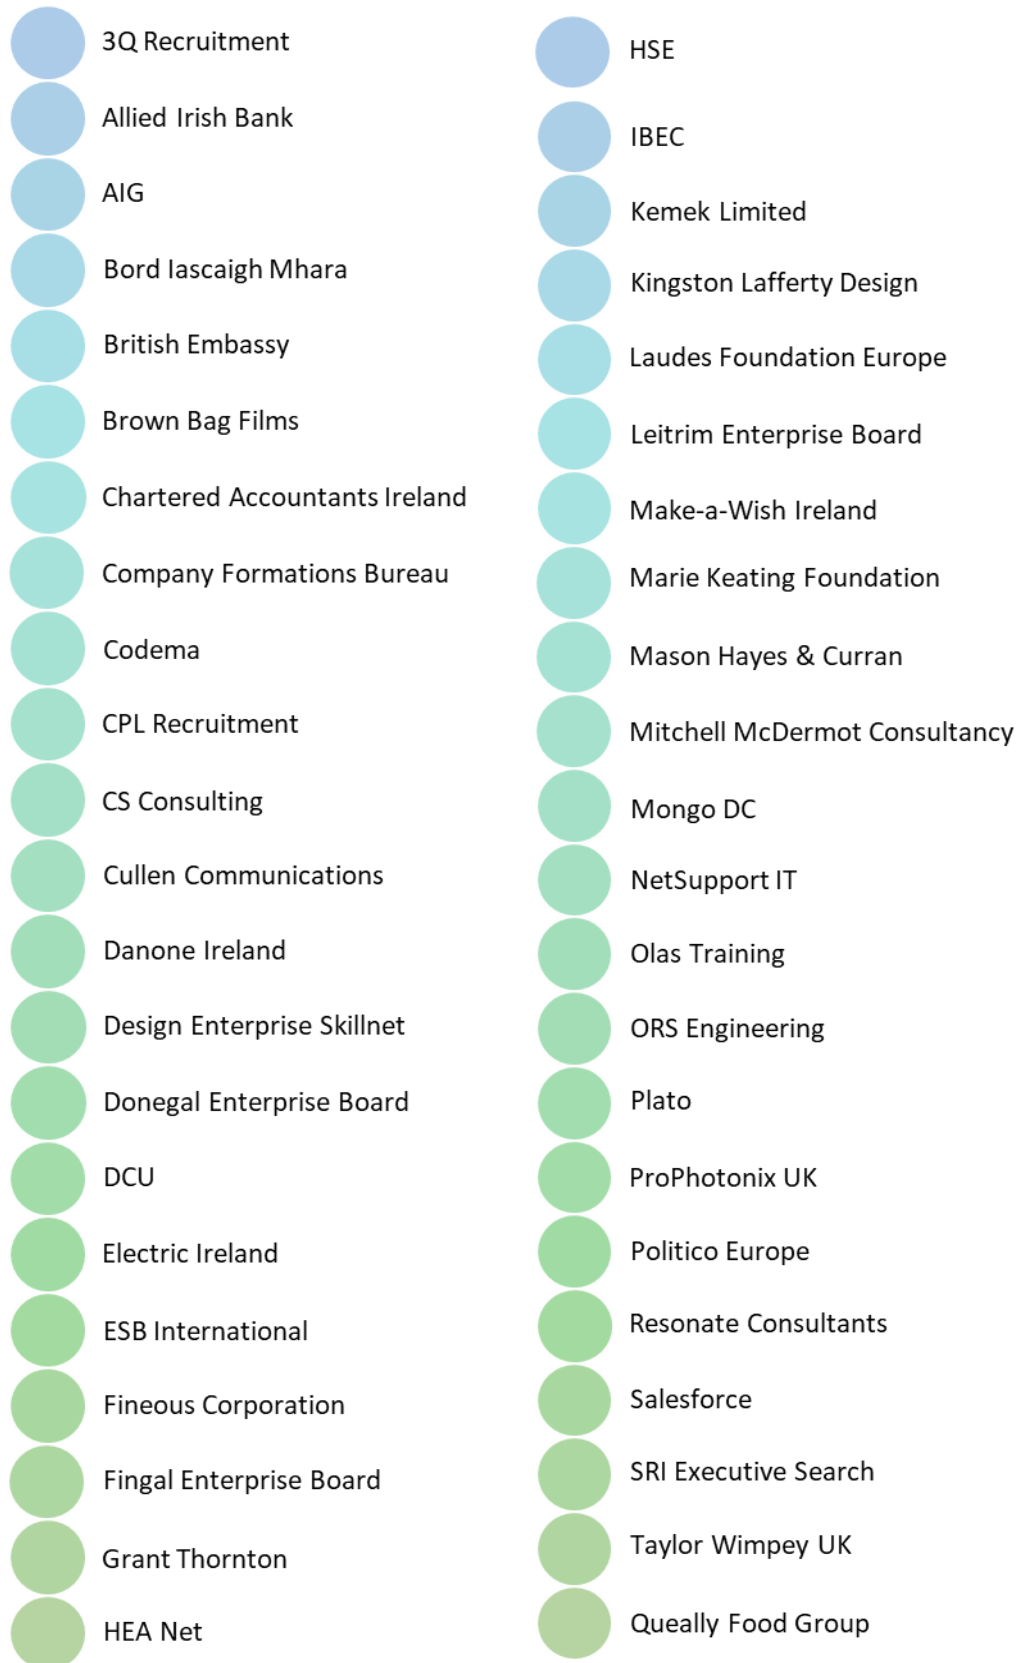 3Q Recruitment
Allied Irish Bank
AIG
Bord Iascaigh Mhara
British Embassy
Brown Bag Films
Chartered Accountants Ireland
Company Formations Bureau
Codema
CPL Recruitment
CS Consulting
Cullen Communications
Danone Ireland
Design Enterprise Skillnet
Donegal Enterprise Board
DCU
Electric Ireland
ESB International
Fineous Corporation
Fingal Enterprise Board
Grant Thornton
HEA Net
HSE
IBEC
Kemek Limited
Kingston Lafferty Design
Laudes Foundation Europe
Leitrim Enterprise Board
Make-a-Wish Ireland
Marie Keating Foundation
Mason Hayes & Curran
Mitchell McDermot Consultancy
Mongo DC
NetSupport IT
Olas Training
ORS Engineering
Plato
ProPhotonix UK
Politico Europe
Resonate Consultants
Salesforce
SRI Executive Search
Taylor Wimpey UK
Queally Food Group